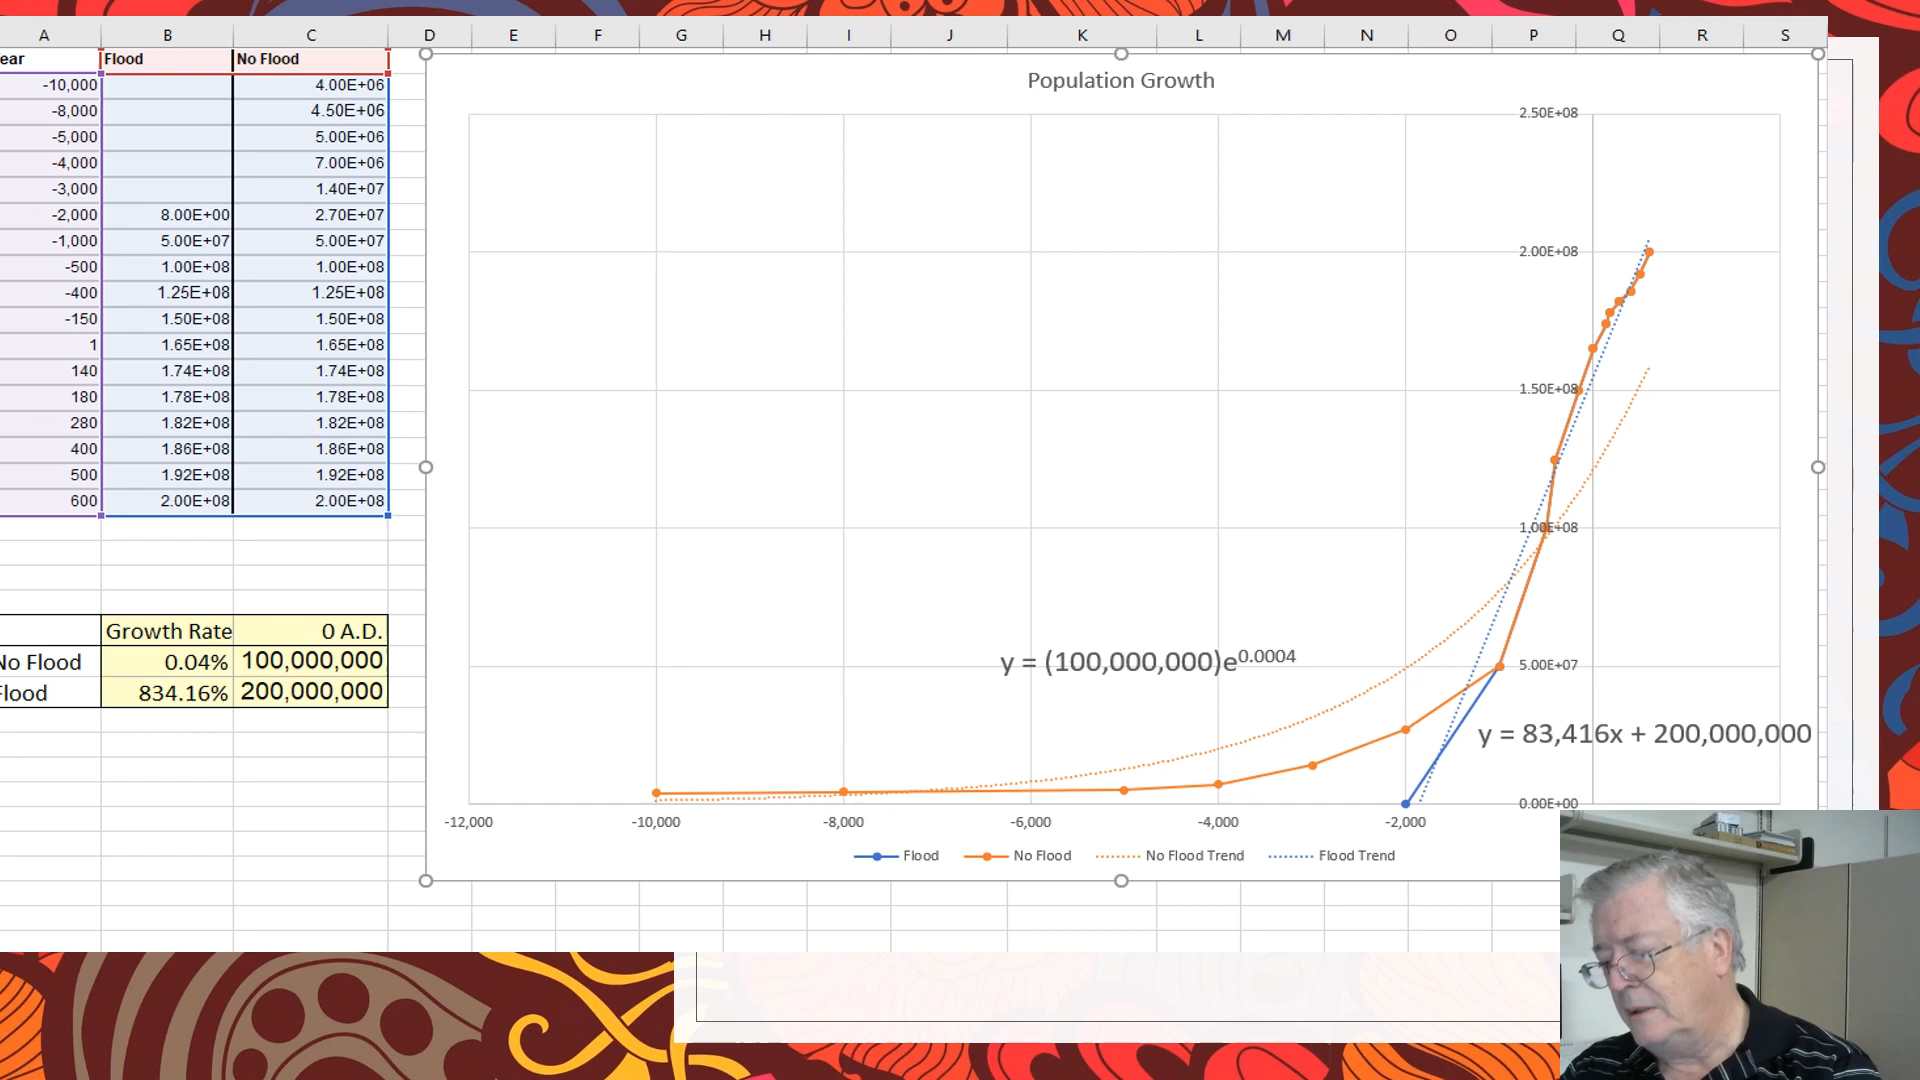 A B C D E F G H I J K L M N O P Q R S
ear Flood No Flood
-10,000 4.00E+06
-8,000 4.50E+06
-5,000 5.00E+06
-4,000 7.00E+06
-3,000 1.40E+07
-2,000 8.00E+00 2.70E+07
-1,000 5.00E+07 5.00E+07
-500 1.00E+08 1.00E+08
-400 1.25E+08 1.25E+08
-150 1.50E+08 1.50E+08
1 1.65E+08 1.65E+08
140 1.74E+08 1.74E+08
180 1.78E+08 1.78E+08
280 1.82E+08 1.82E+08
400 1.86E+08 1.86E+08
500 1.92E+08 1.92E+08
600 2.00E+08 2.00E+08
Growth Rate 0 A.D.
No Flood 0.04% 100,000,000
Flood 834.16% 200,000,000
Population Growth
2.50E+08
2.00E+08
1.50E+08
1.00E+08
5.00E+07
0.00E+00
y = (100,000,000)e0.0004
y = 83,416x + 200,000,000
-12,000 -10,000 -8,000 -6,000 -4,000 -2,000
Flood No Flood No Flood Trend Flood Trend